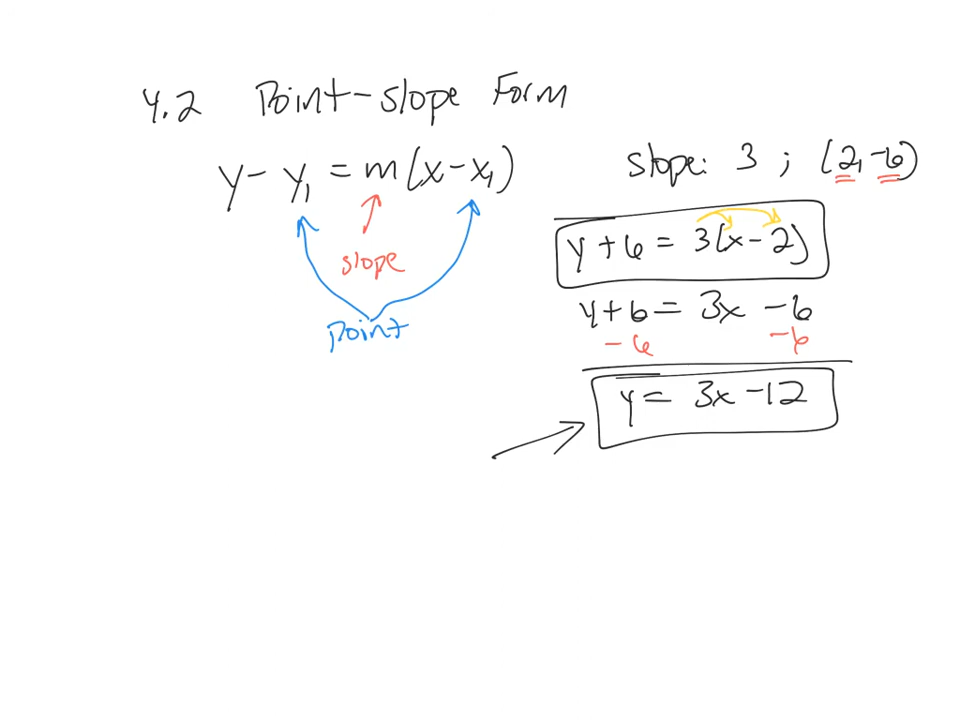 4.2 Point-slope Form
y - y₁ = m(x - x₁)
slope
Point
slope: 3 ; (2, -6)
y + 6 = 3(x - 2)
y + 6 = 3x - 6
- 6 - 6
y = 3x - 12